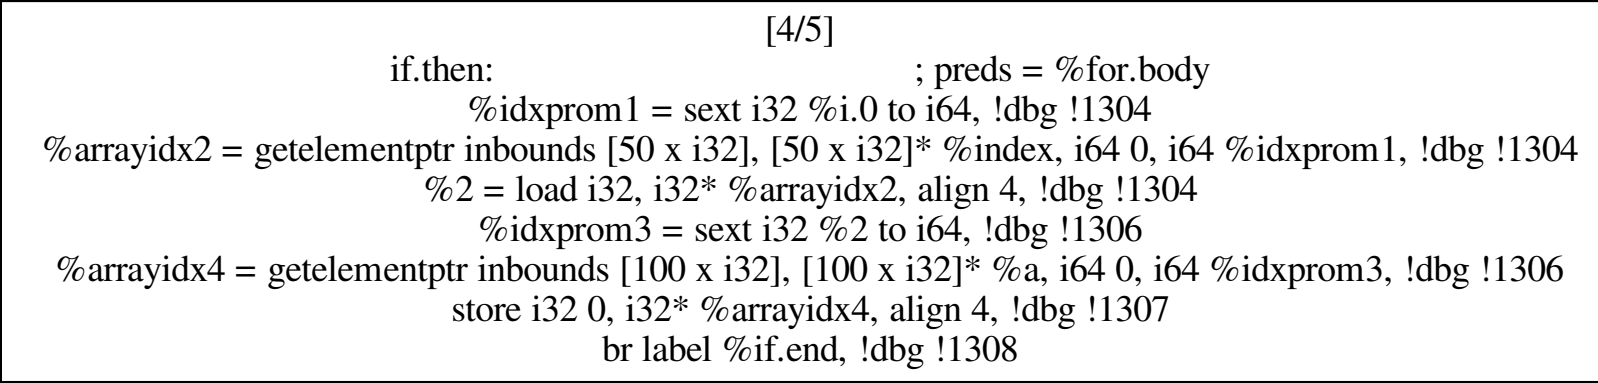 [4/5]
if.then: ; preds = %for.body
%idxprom1 = sext i32 %i.0 to i64, !dbg !1304
%arrayidx2 = getelementptr inbounds [50 x i32], [50 x i32]* %index, i64 0, i64 %idxprom1, !dbg !1304
%2 = load i32, i32* %arrayidx2, align 4, !dbg !1304
%idxprom3 = sext i32 %2 to i64, !dbg !1306
%arrayidx4 = getelementptr inbounds [100 x i32], [100 x i32]* %a, i64 0, i64 %idxprom3, !dbg !1306
store i32 0, i32* %arrayidx4, align 4, !dbg !1307
br label %if.end, !dbg !1308